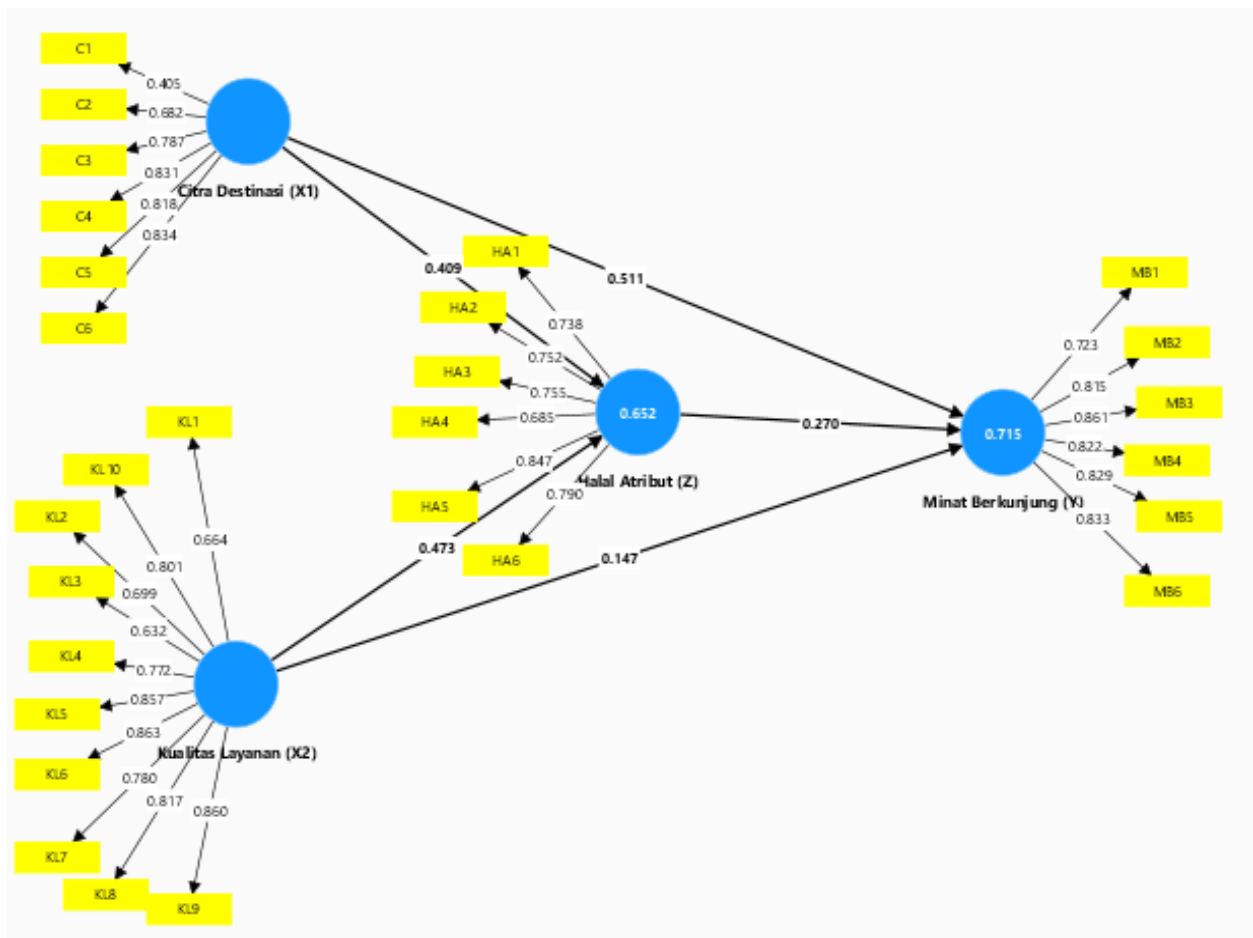 C1
0.405
C2
0.682
C3
0.787
C4
0.831
C5
0.818
C6
0.834
Citra Destinasi (X1)
0.409
0.511
HA1
0.738
HA2
0.752
HA3
0.755
HA4
0.685
HA5
0.847
HA6
0.790
0.652
Halal Atribut (Z)
0.270
0.473
0.147
MB1
0.723
MB2
0.815
MB3
0.861
MB4
0.822
MB5
0.829
MB6
0.833
0.715
Minat Berkunjung (Y)
KL1
0.664
KL10
0.801
KL2
0.699
KL3
0.632
KL4
0.772
KL5
0.857
KL6
0.863
KL7
0.780
KL8
0.817
KL9
0.860
Kualitas Layanan (X2)